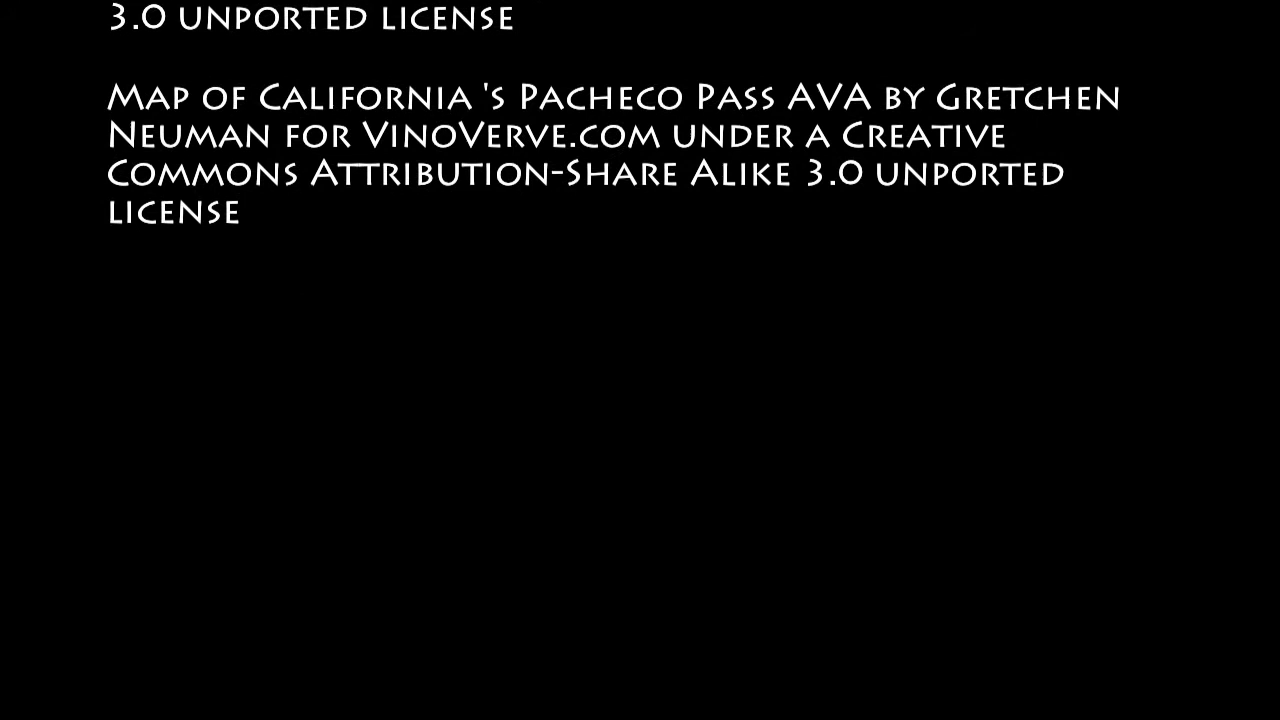 3.0 unported license
Map of California 's Pacheco Pass AVA by Gretchen
Neuman for VinoVerve.com under a Creative
Commons Attribution-Share Alike 3.0 unported
license